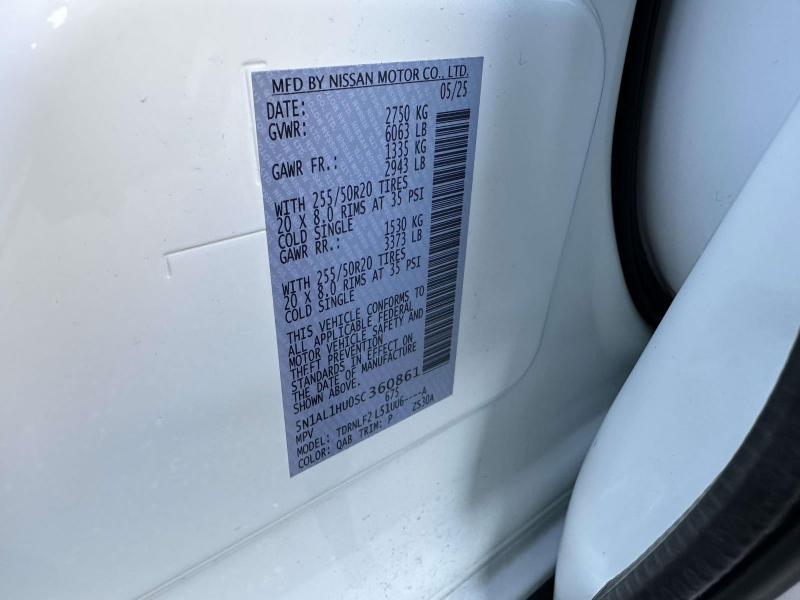 MFD BY NISSAN MOTOR CO., LTD.
DATE: 05/25
GVWR: 2750 KG
6063 LB
GAWR FR.: 1335 KG
2943 LB
WITH 255/50R20 TIRES
20 X 8.0 RIMS AT 35 PSI
COLD SINGLE
GAWR RR.: 1530 KG
3373 LB
WITH 255/50R20 TIRES
20 X 8.0 RIMS AT 35 PSI
COLD SINGLE
THIS VEHICLE CONFORMS TO
ALL APPLICABLE FEDERAL
MOTOR VEHICLE SAFETY AND
THEFT PREVENTION
STANDARDS IN EFFECT ON
THE DATE OF MANUFACTURE
SHOWN ABOVE.
5N1AL1HU0SC360861
MPV 675
MODEL: TDRNLF2L51UU6----A
COLOR: QAB TRIM: P 2S30A